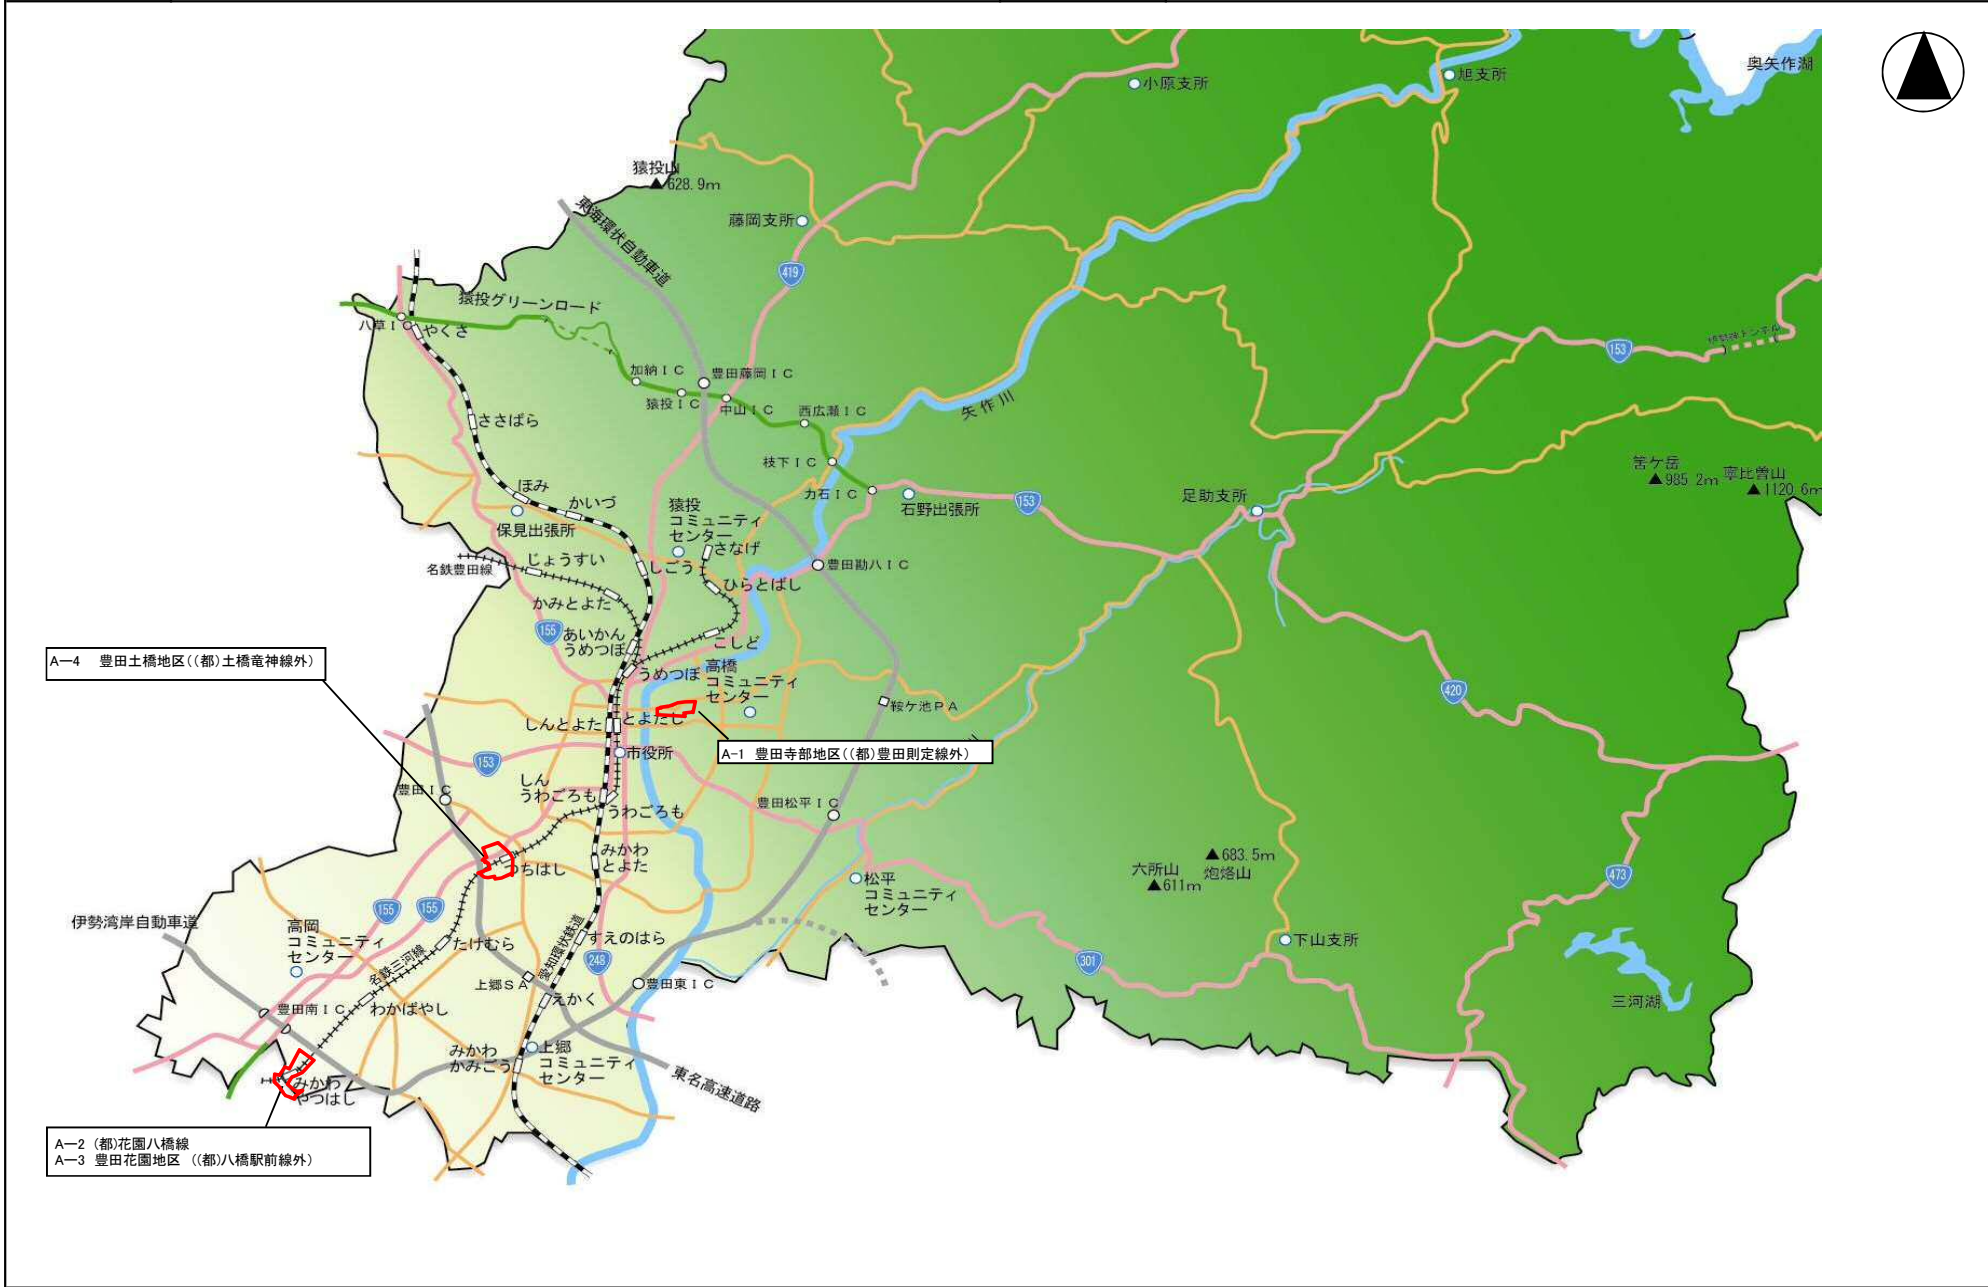 奥矢作湖
旭支所
小原支所
猿投山
▲628.9m
藤岡支所
東海環状自動車道
419
猿投グリーンロード
八草IC
やくさ
153
加納IC
豊田藤岡IC
猿投IC
中山IC
西広瀬IC
矢作川
ささばら
枝下IC
筈ケ岳
▲985.2m
寧比曽山
▲1120.6m
力石IC
石野出張所
153
足助支所
ほみ
かいづ
保見出張所
猿投
コミュニティ
センター
さなげ
じょうすい
名鉄豊田線
しごう
豊田勘八IC
ひらとばし
かみとよた
155
あいかん
うめつぼ
こしど
A―4 豊田土橋地区((都)土橋竜神線外)
うめつぼ
高橋
コミュニティ
センター
420
鞍ケ池PA
しんとよた
とよたし
市役所
A-1 豊田寺部地区((都)豊田則定線外)
川
153
しん
うわごろも
豊田IC
うわごろも
豊田松平IC
みかわ
とよた
▲683.5m
炮烙山
六所山
▲611m
つちはし
松平
コミュニティ
センター
473
155
155
伊勢湾岸自動車道
高岡
コミュニティ
センター
たけむら
愛知環状鉄道
すえのはら
下山支所
248
301
名鉄三河線
上郷SA
豊田東IC
えかく
三河湖
豊田南IC
わかばやし
みかわ
かみごう
上郷
コミュニティ
センター
東名高速道路
みかわ
やつはし
A―2 (都)花園八橋線
A―3 豊田花園地区 ((都)八橋駅前線外)